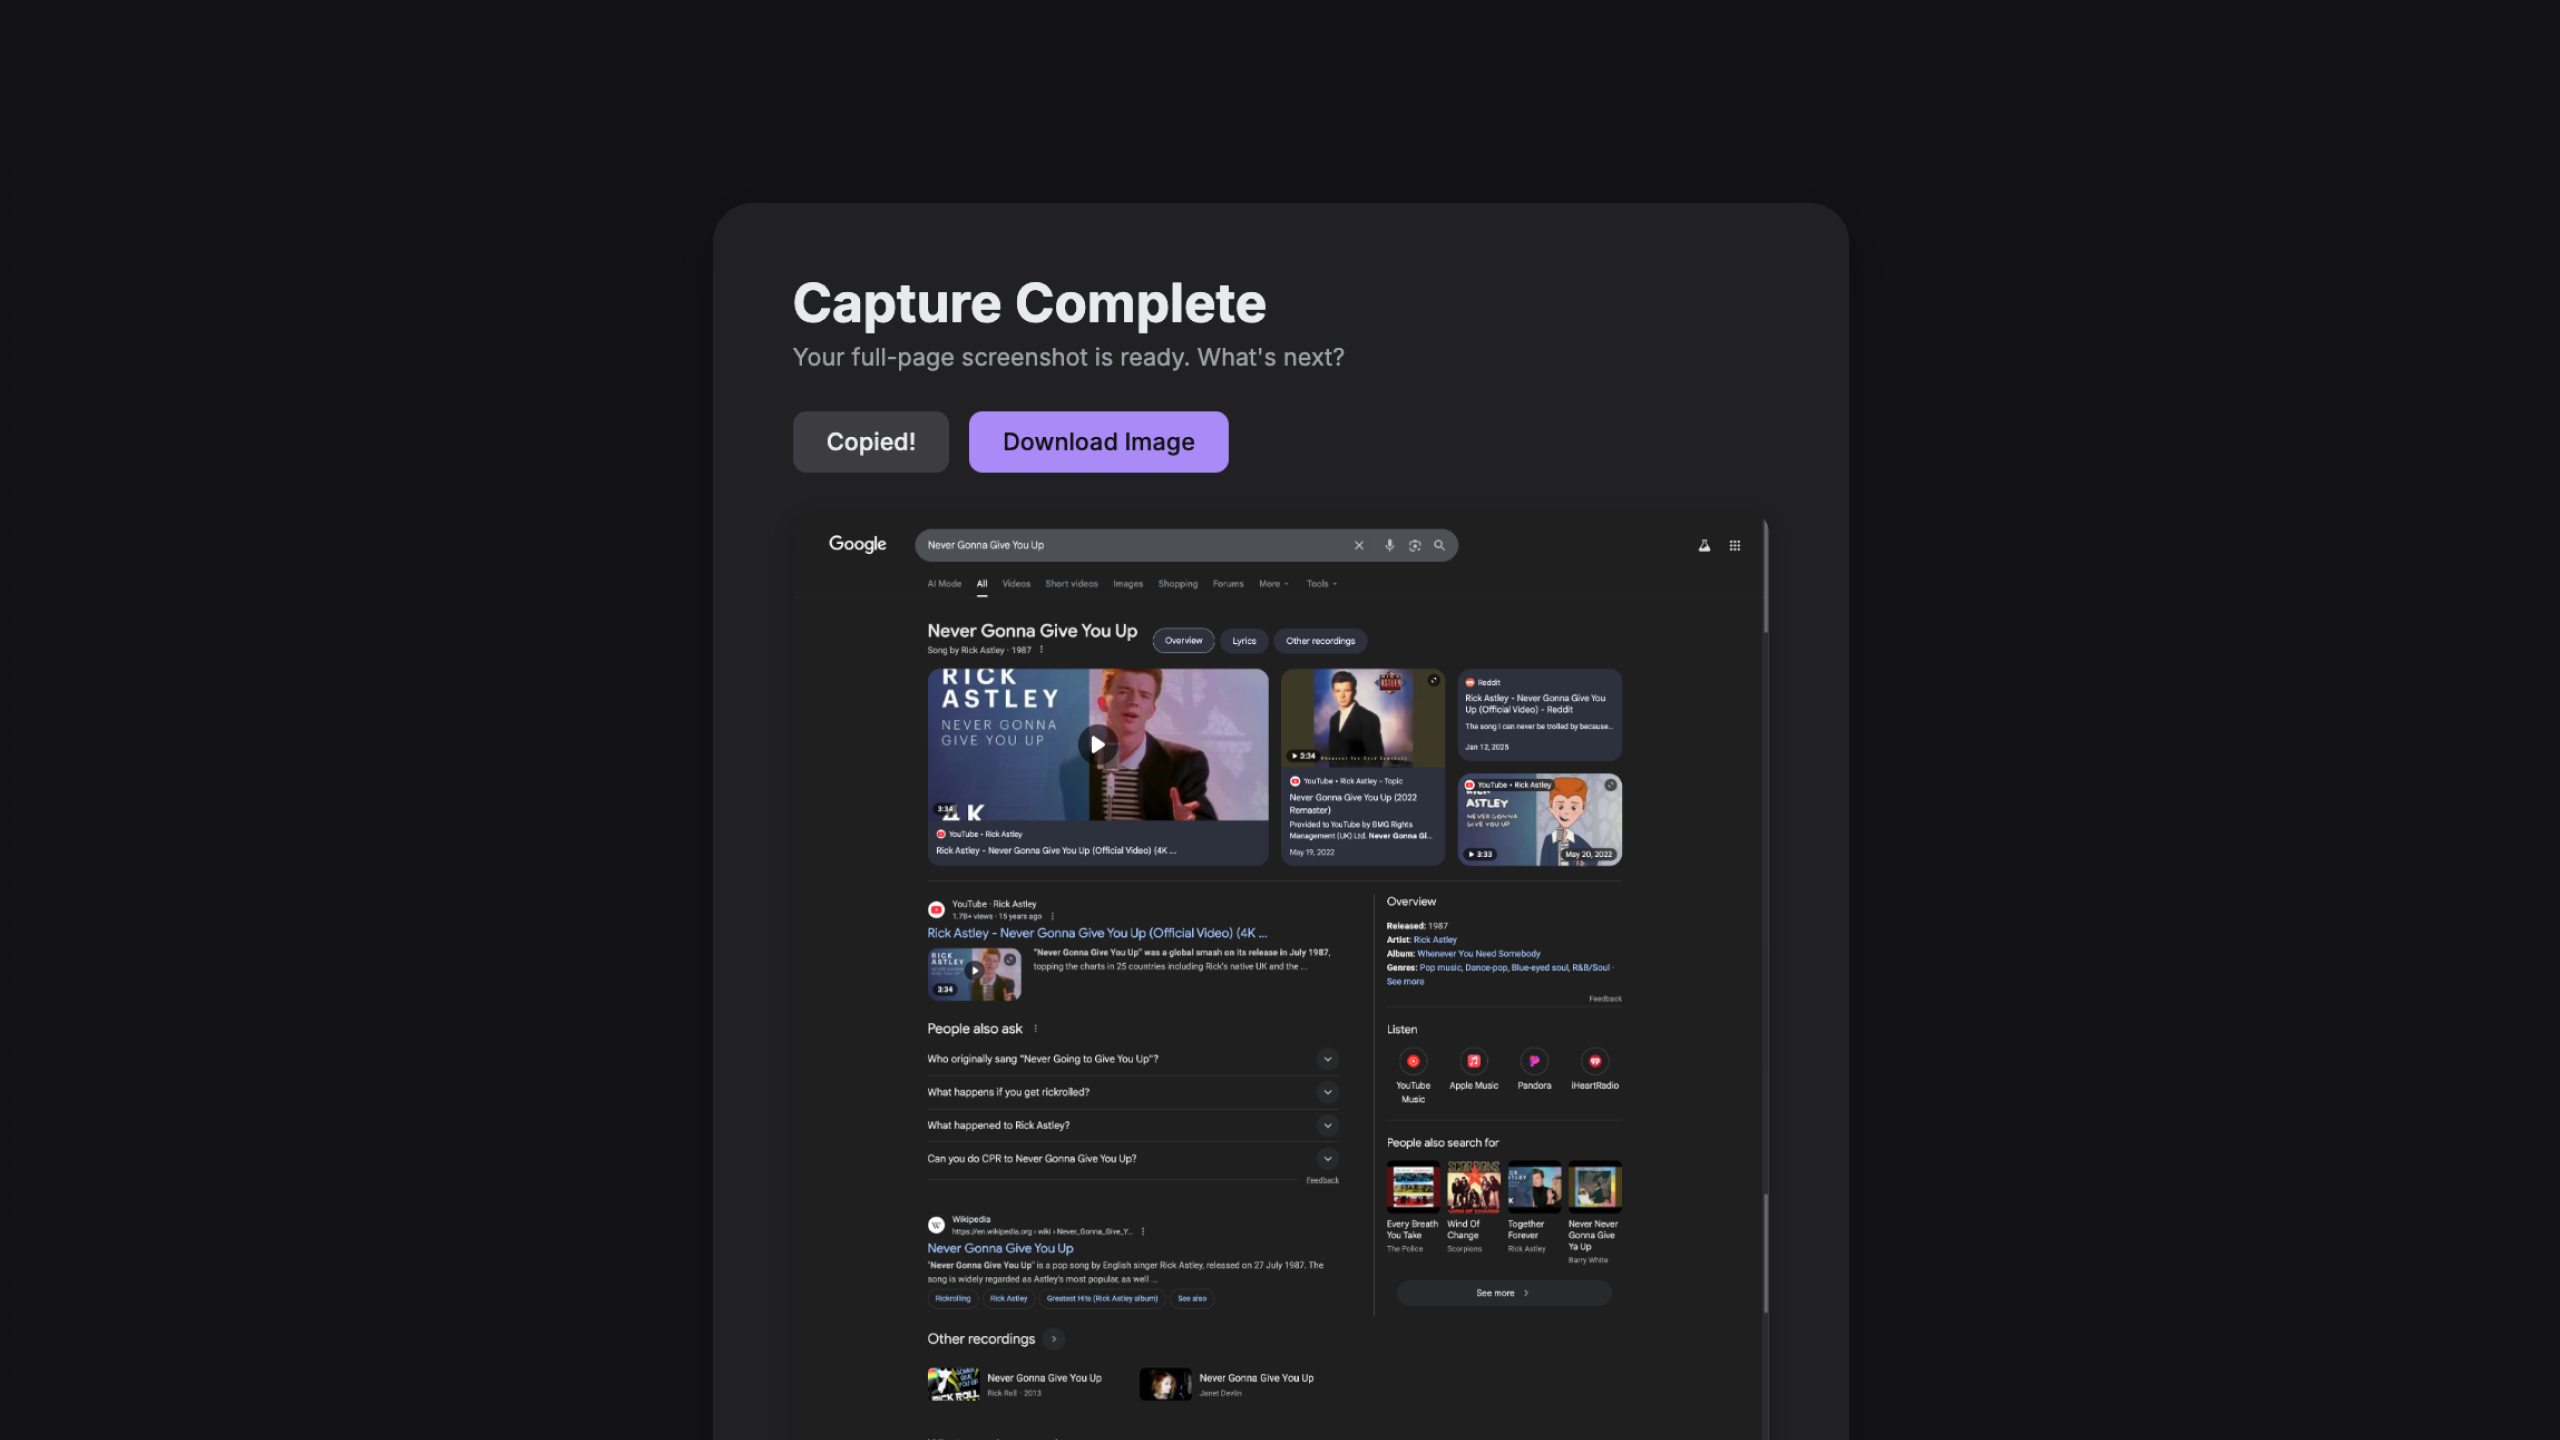 Capture Complete
Your full-page screenshot is ready. What's next?
Copied!
Download Image
Google
Never Gonna Give You Up
AI Mode
All
Videos
Short videos
Images
Shopping
Forums
More
Tools
Never Gonna Give You Up
Song by Rick Astley · 1987
Overview
Lyrics
Other recordings
RICK
ASTLEY
NEVER GONNA
GIVE YOU UP
3:34
4K
YouTube · Rick Astley
Rick Astley - Never Gonna Give You Up (Official Video) (4K ...
RICK
ASTLEY
Whenever You Need Somebody
3:34
YouTube • Rick Astley - Topic
Never Gonna Give You Up (2022
Remaster)
Provided to YouTube by BMG Rights
Management (UK) Ltd. Never Gonna Gi...
May 19, 2022
Reddit
Rick Astley - Never Gonna Give You
Up (Official Video) - Reddit
The song I can never be trolled by because...
Jan 12, 2025
YouTube • Rick Astley
ASTLEY
NEVER GONNA
GIVE YOU UP
3:33
May 20, 2022
YouTube · Rick Astley
1.7B+ views · 15 years ago
Rick Astley - Never Gonna Give You Up (Official Video) (4K ...
RICK
ASTLEY
3:34
"Never Gonna Give You Up" was a global smash on its release in July 1987,
topping the charts in 25 countries including Rick's native UK and the ...
People also ask
Who originally sang "Never Going to Give You Up"?
What happens if you get rickrolled?
What happened to Rick Astley?
Can you do CPR to Never Gonna Give You Up?
Feedback
Wikipedia
https://en.wikipedia.org › wiki › Never_Gonna_Give_Y...
Never Gonna Give You Up
"Never Gonna Give You Up" is a pop song by English singer Rick Astley, released on 27 July 1987. The
song is widely regarded as Astley's most popular, as well ...
Rickrolling
Rick Astley
Greatest Hits (Rick Astley album)
See also
Other recordings
Never Gonna Give You Up
Rick Roll · 2013
Never Gonna Give You Up
Janet Devlin
Overview
Released: 1987
Artist: Rick Astley
Album: Whenever You Need Somebody
Genres: Pop music, Dance-pop, Blue-eyed soul, R&B/Soul ·
See more
Feedback
Listen
YouTube
Music
Apple Music
Pandora
iHeartRadio
People also search for
SCORPIONS
Every Breath
You Take
The Police
Wind Of
Change
Scorpions
Together
Forever
Rick Astley
Never Never
Gonna Give
Ya Up
Barry White
See more